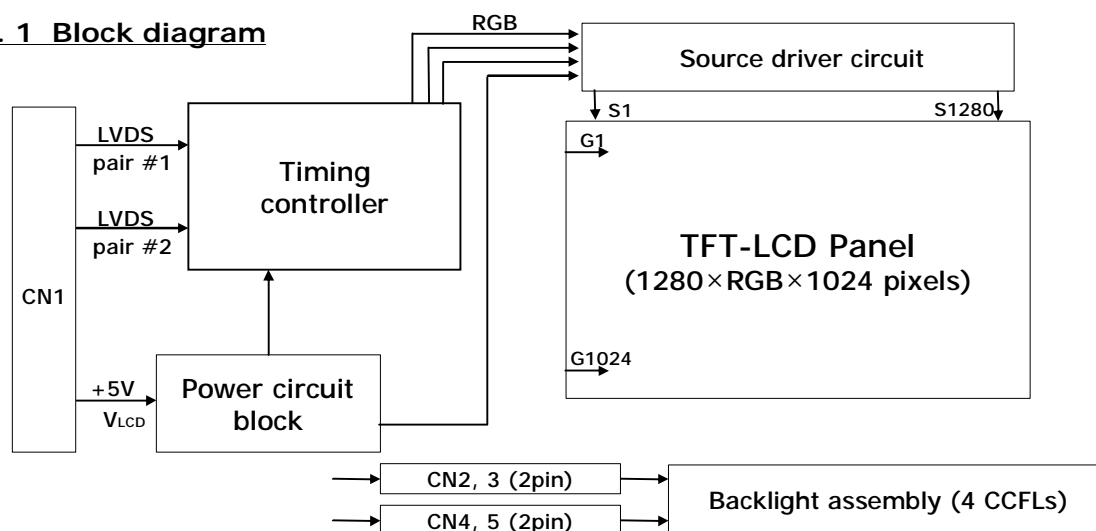 . 1 Block diagram
RGB
Source driver circuit
S1
S1280
CN1
LVDS
pair #1
LVDS
pair #2
Timing
controller
G1
TFT-LCD Panel
(1280×RGB×1024 pixels)
G1024
+5V
VLCD
Power circuit
block
CN2, 3 (2pin)
CN4, 5 (2pin)
Backlight assembly (4 CCFLs)